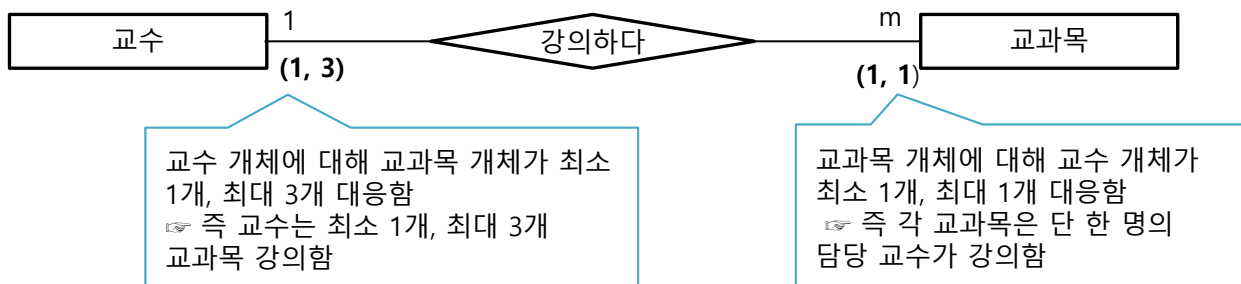 교수
1
강의하다
m
교과목
(1, 3)
(1, 1)
교수 개체에 대해 교과목 개체가 최소
1개, 최대 3개 대응함
☞ 즉 교수는 최소 1개, 최대 3개
교과목 강의함
교과목 개체에 대해 교수 개체가
최소 1개, 최대 1개 대응함
☞ 즉 각 교과목은 단 한 명의
담당 교수가 강의함